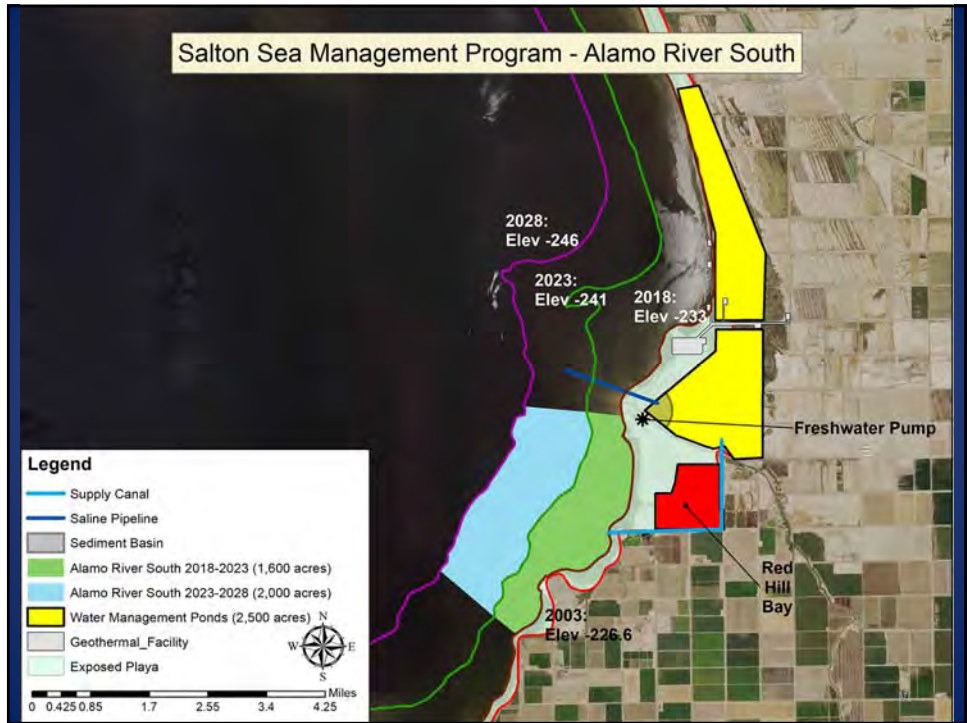 Salton Sea Management Program - Alamo River South
2028:
Elev -246
2023:
Elev -241
2018:
Elev -233
Freshwater Pump
Red
Hill
Bay
2003:
Elev -226.6
Legend
Supply Canal
Saline Pipeline
Sediment Basin
Alamo River South 2018-2023 (1,600 acres)
Alamo River South 2023-2028 (2,000 acres)
Water Management Ponds (2,500 acres)
Geothermal_Facility
Exposed Playa
N
W E
S
Miles
0 0.425 0.85 1.7 2.55 3.4 4.25